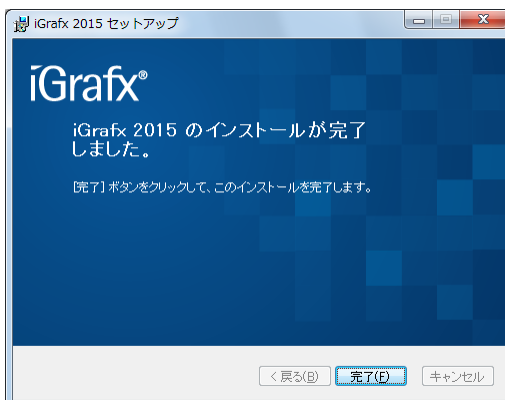 iGrafx 2015 セットアップ
iGrafx®
iGrafx 2015 のインストールが完了
しました。
[完了] ボタンをクリックして、このインストールを完了します。
< 戻る(B) 完了(F) キャンセル